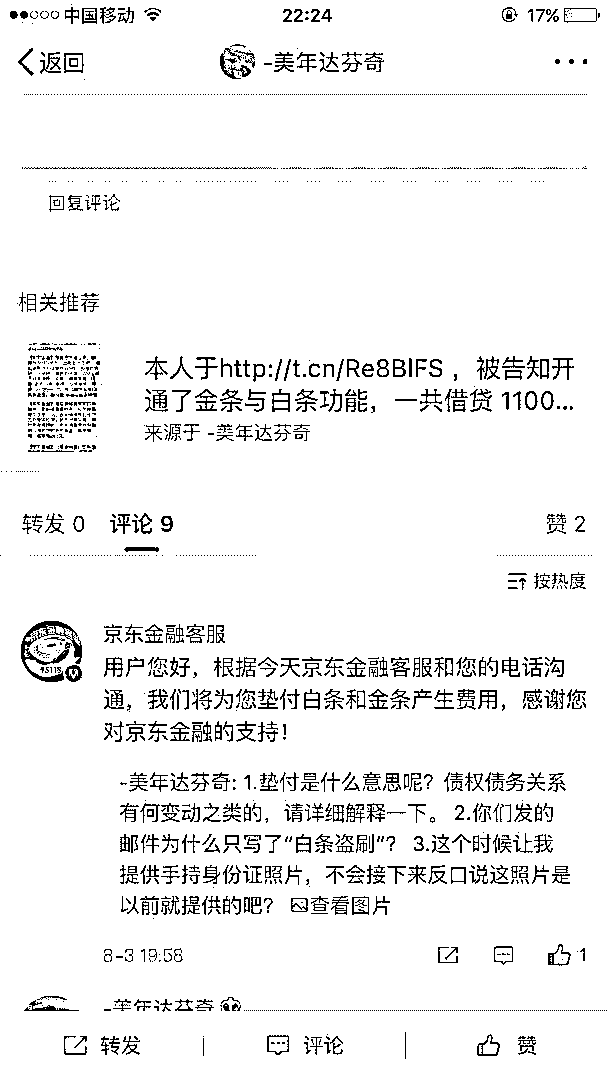 中国移动 22:24 17%
返回 -美年达芬奇
回复评论
相关推荐
本人于http://t.cn/Re8BlFS ，被告知开
通了金条与白条功能，一共借贷 1100...
来源于 -美年达芬奇
转发 0 评论 9 赞 2
按热度
京东金融客服
用户您好，根据今天京东金融客服和您的电话沟
通，我们将为您垫付白条和金条产生费用，感谢您
对京东金融的支持！
-美年达芬奇: 1.垫付是什么意思呢？债权债务关系
有何变动之类的，请详细解释一下。 2.你们发的
邮件为什么只写了“白条盗刷”？ 3.这个时候让我
提供手持身份证照片，不会接下来反口说这照片是
以前就提供的吧？ 查看图片
8-3 19:58 1
-美年达芬奇
转发 评论 赞